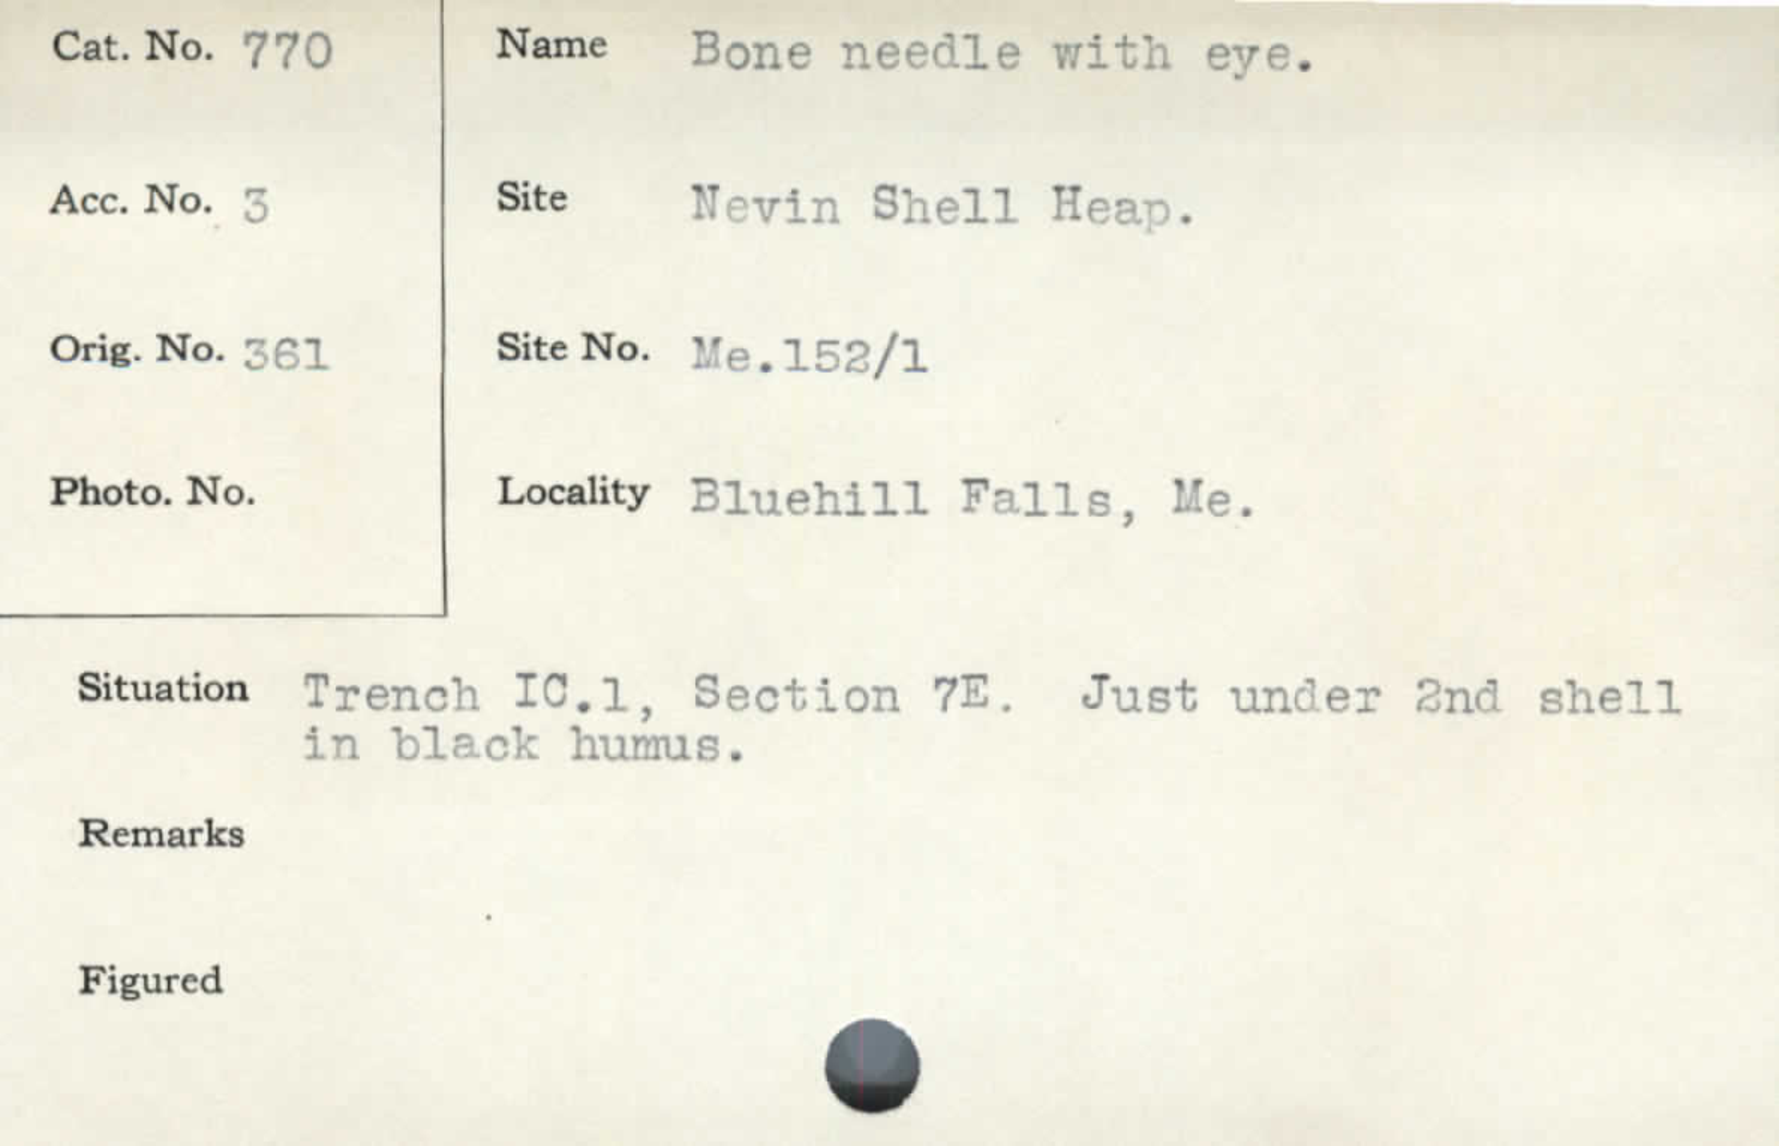 Cat. No. 770
Name Bone needle with eye.
Acc. No. 3
Site Nevin Shell Heap.
Orig. No. 361
Site No. Me.152/1
Photo. No.
Locality Bluehill Falls, Me.
Situation Trench IC.1, Section 7E. Just under 2nd shell
in black humus.
Remarks
Figured